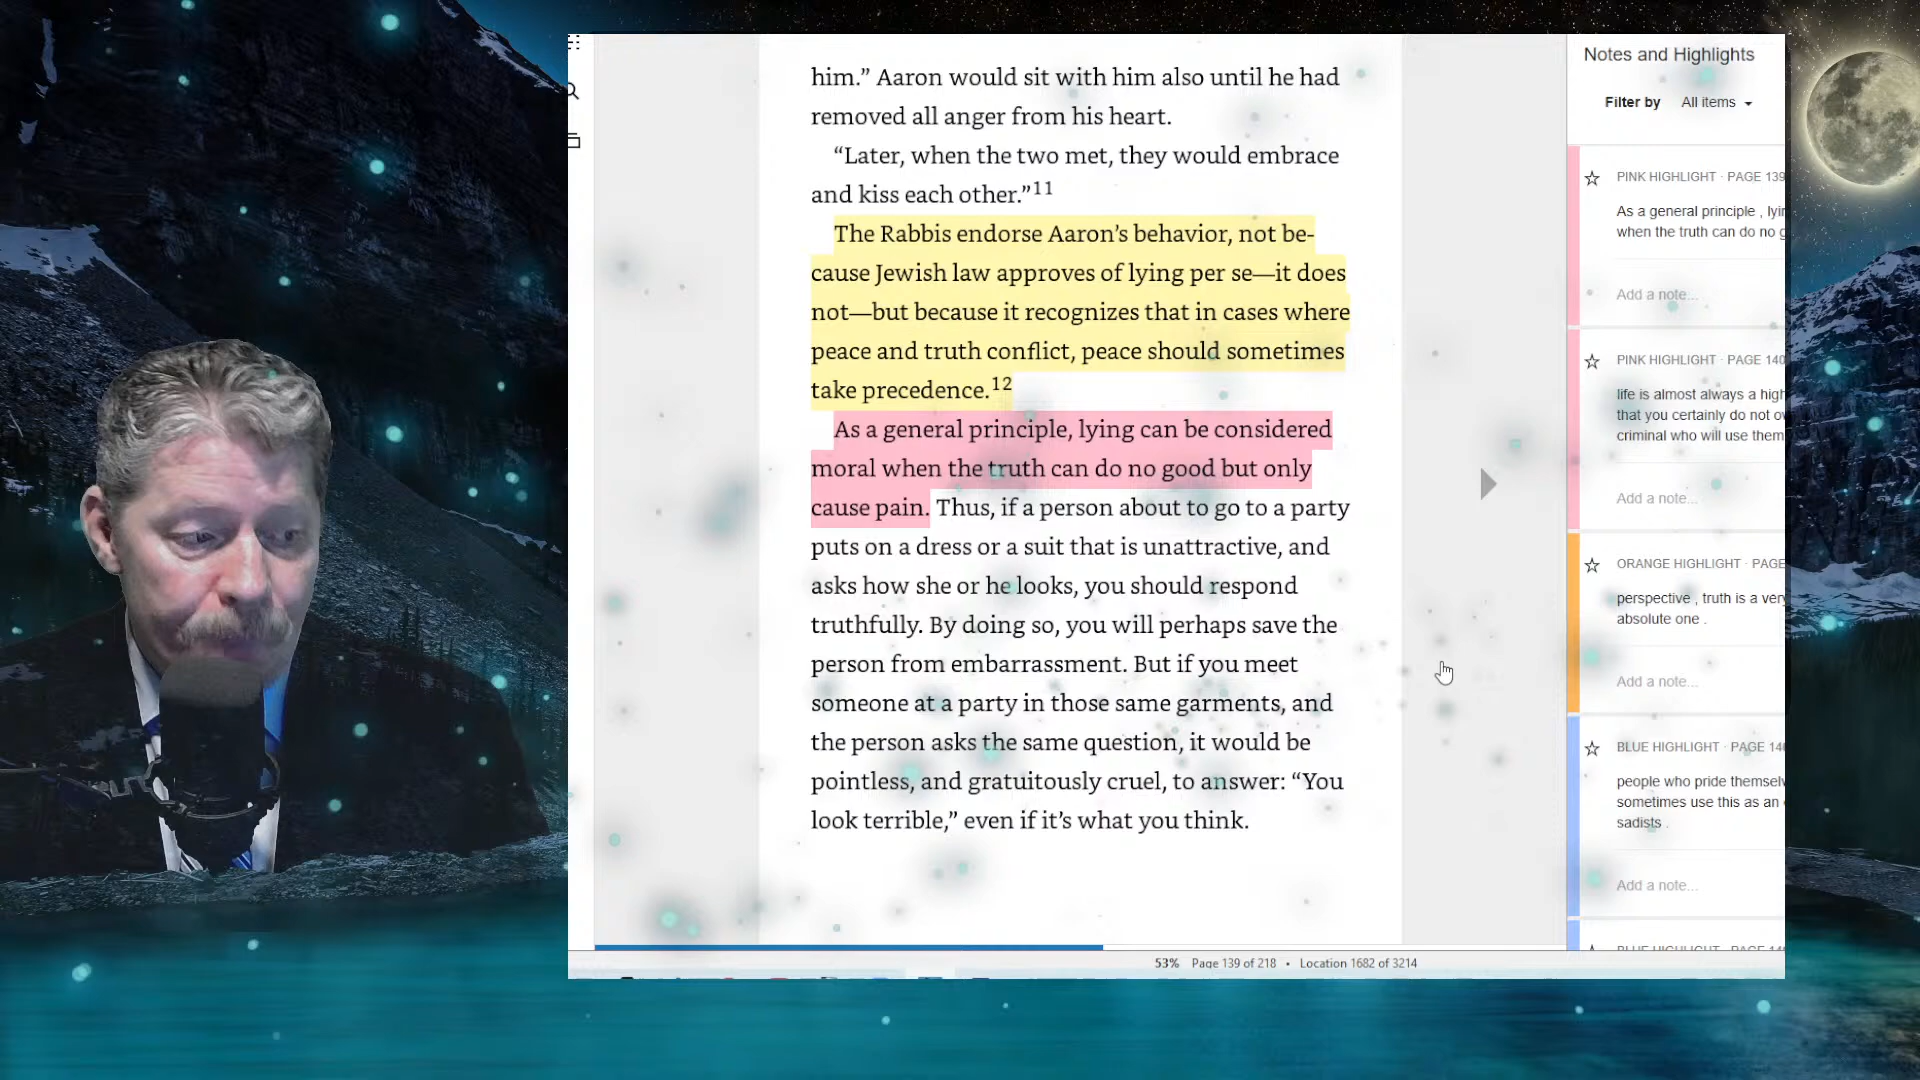 him.” Aaron would sit with him also until he had
removed all anger from his heart.
“Later, when the two met, they would embrace
and kiss each other.”11
The Rabbis endorse Aaron’s behavior, not be-
cause Jewish law approves of lying per se—it does
not—but because it recognizes that in cases where
peace and truth conflict, peace should sometimes
take precedence.12
As a general principle, lying can be considered
moral when the truth can do no good but only
cause pain. Thus, if a person about to go to a party
puts on a dress or a suit that is unattractive, and
asks how she or he looks, you should respond
truthfully. By doing so, you will perhaps save the
person from embarrassment. But if you meet
someone at a party in those same garments, and
the person asks the same question, it would be
pointless, and gratuitously cruel, to answer: “You
look terrible,” even if it’s what you think.
53% Page 139 of 218 • Location 1682 of 3214
Notes and Highlights
Filter by All items
PINK HIGHLIGHT · PAGE 139
As a general principle , lyin
when the truth can do no g
Add a note...
PINK HIGHLIGHT · PAGE 140
life is almost always a high
that you certainly do not ow
criminal who will use them
Add a note...
ORANGE HIGHLIGHT · PAGE
perspective , truth is a very
absolute one .
Add a note...
BLUE HIGHLIGHT · PAGE 140
people who pride themselv
sometimes use this as an
sadists .
Add a note...
BLUE HIGHLIGHT · PAGE 14